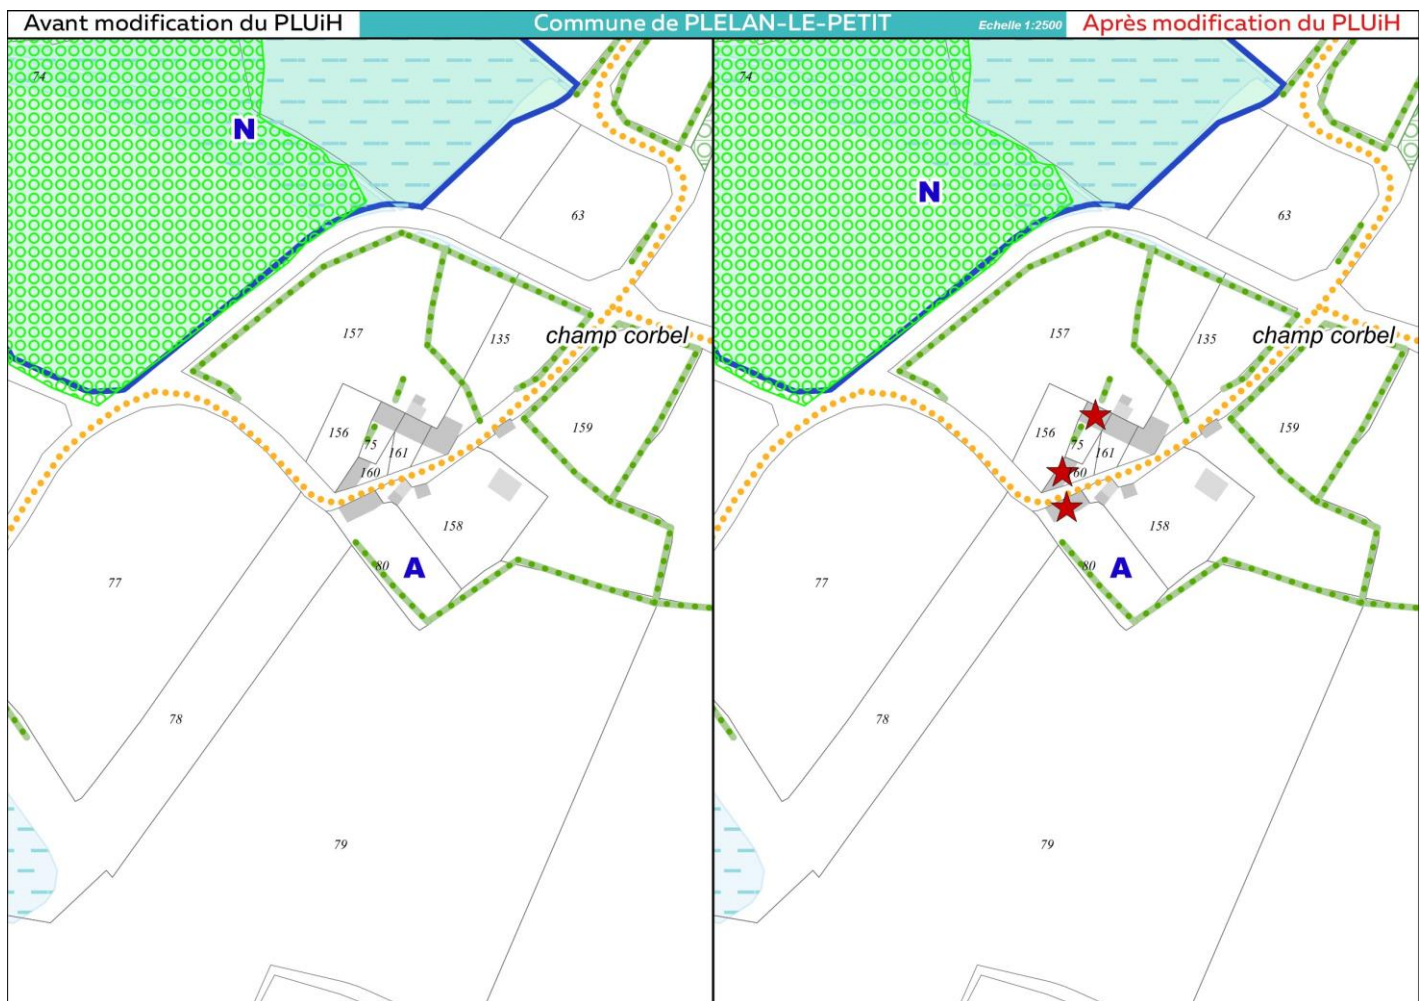 Avant modification du PLUiH
Commune de PLELAN-LE-PETIT
Echelle 1:2500
Après modification du PLUiH
74
N
63
157
135
champ corbel
156
75
161
159
160
158
80
A
77
78
79
74
N
63
157
135
champ corbel
156
75
161
159
60
158
80
A
77
78
79